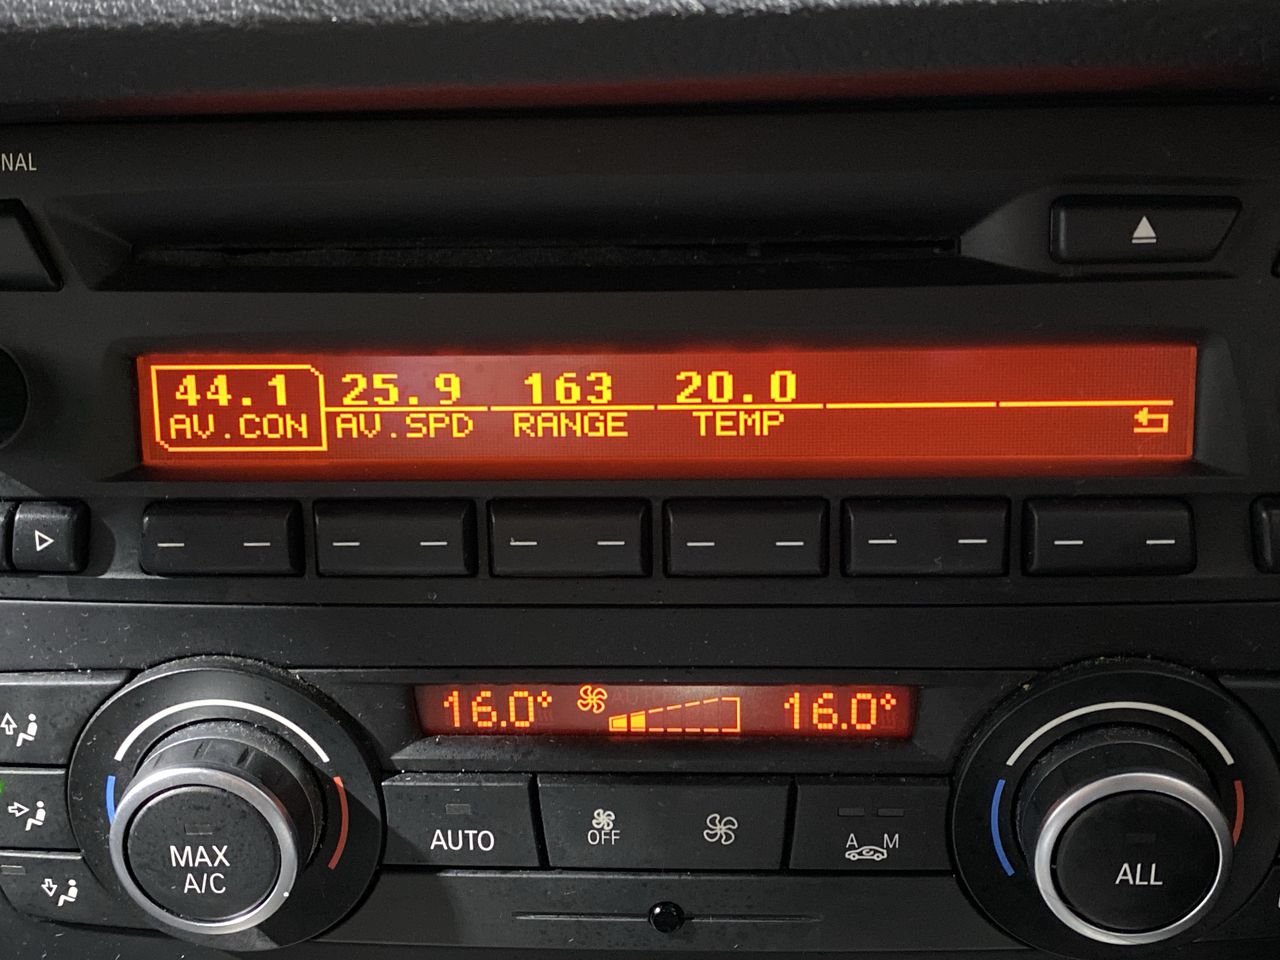 NAL
44.1 25.9 163 20.0
AV.CON AV.SPD RANGE TEMP
16.0° 16.0°
MAX
A/C
AUTO
OFF
A M
ALL